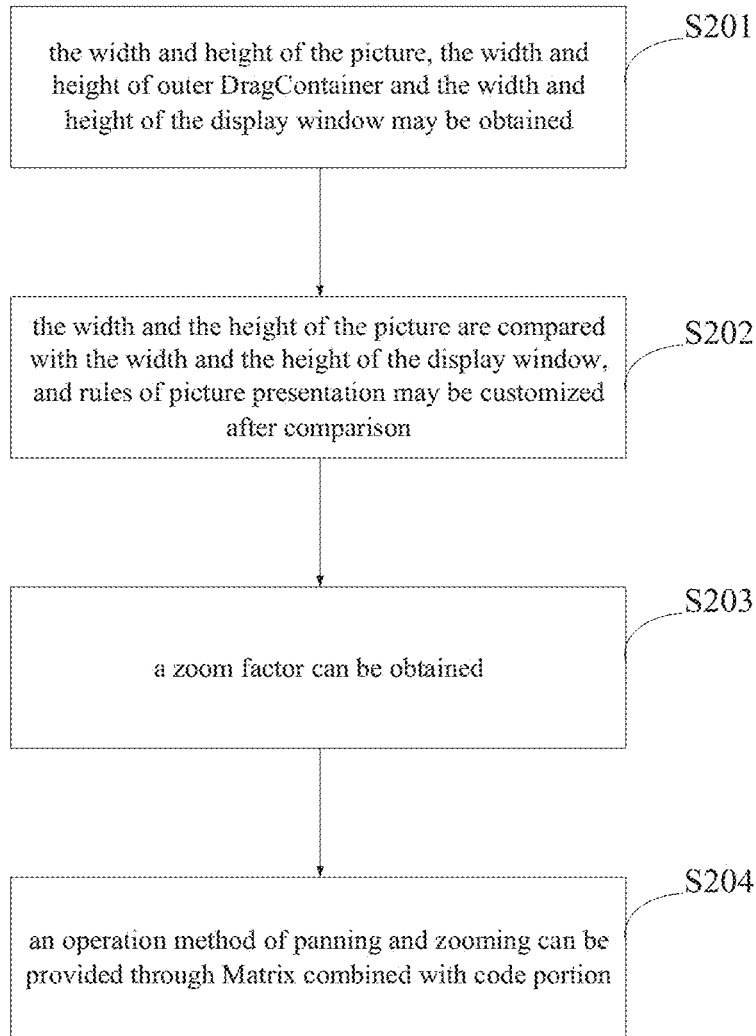 S201
the width and height of the picture, the width and
height of outer DragContainer and the width and
height of the display window may be obtained
S202
the width and the height of the picture are compared
with the width and the height of the display window,
and rules of picture presentation may be customized
after comparison
S203
a zoom factor can be obtained
S204
an operation method of panning and zooming can be
provided through Matrix combined with code portion